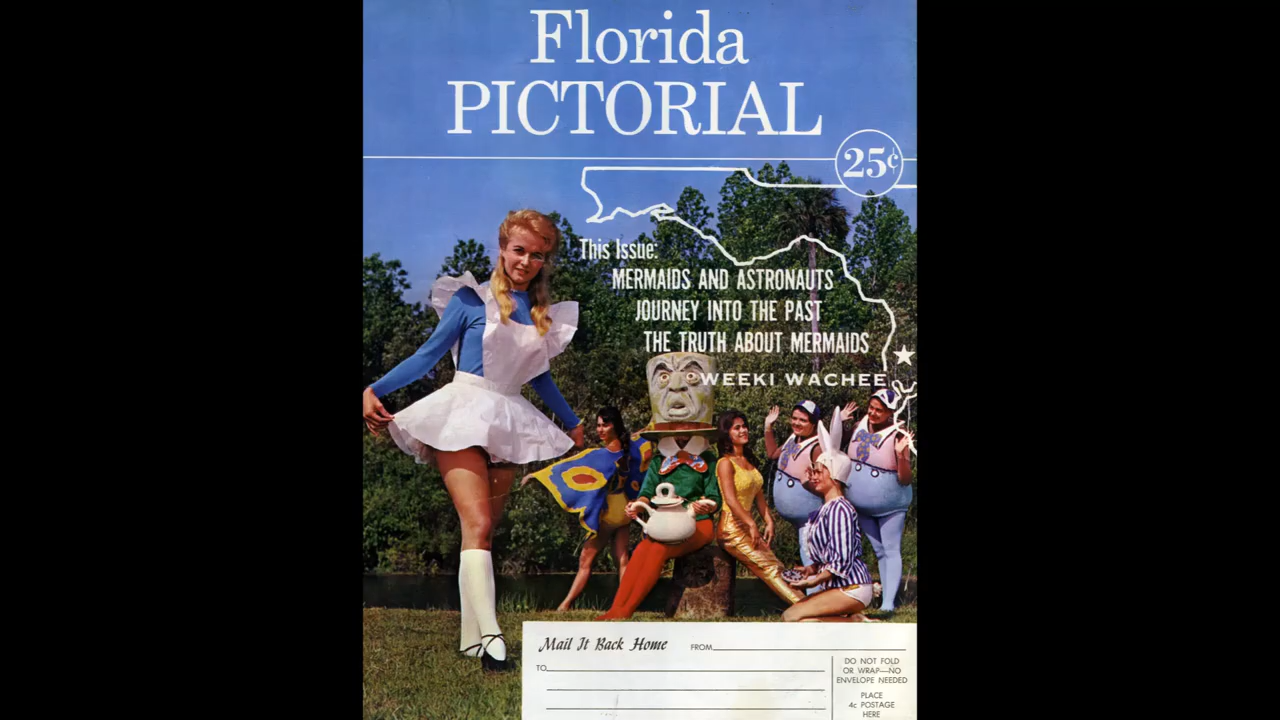 Florida
PICTORIAL
25¢
This Issue:
MERMAIDS AND ASTRONAUTS
JOURNEY INTO THE PAST
THE TRUTH ABOUT MERMAIDS
WEEKI WACHEE
Mail It Back Home FROM
TO
DO NOT FOLD
OR WRAP—NO
ENVELOPE NEEDED
PLACE
4c POSTAGE
HERE